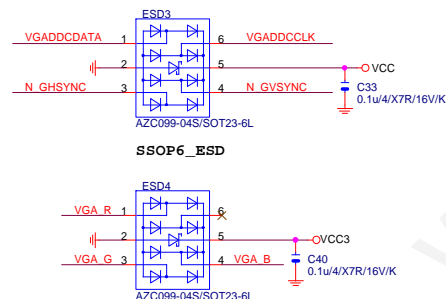 ESD3
VGADDCDATA 1 6 VGADDCCLK
2 5 VCC
N_GHSYNC 3 4 N_GVSYNC
C33
0.1u/4/X7R/16V/K
AZC099-04S/SOT23-6L
SSOP6_ESD
ESD4
VGA_R 1 6
2 5 VCC3
VGA_G 3 4 VGA_B
C40
0.1u/4/X7R/16V/K
AZC099-04S/SOT23-6L